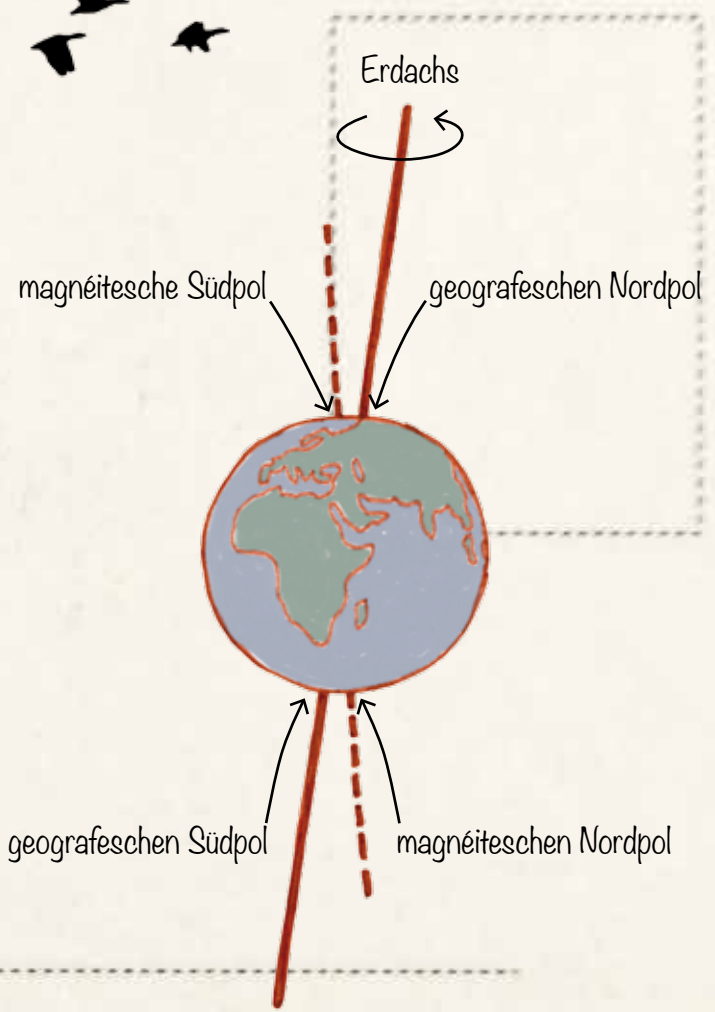 Erdachs
magnéitesche Südpol
geografeschen Nordpol
geografeschen Südpol
magnéiteschen Nordpol